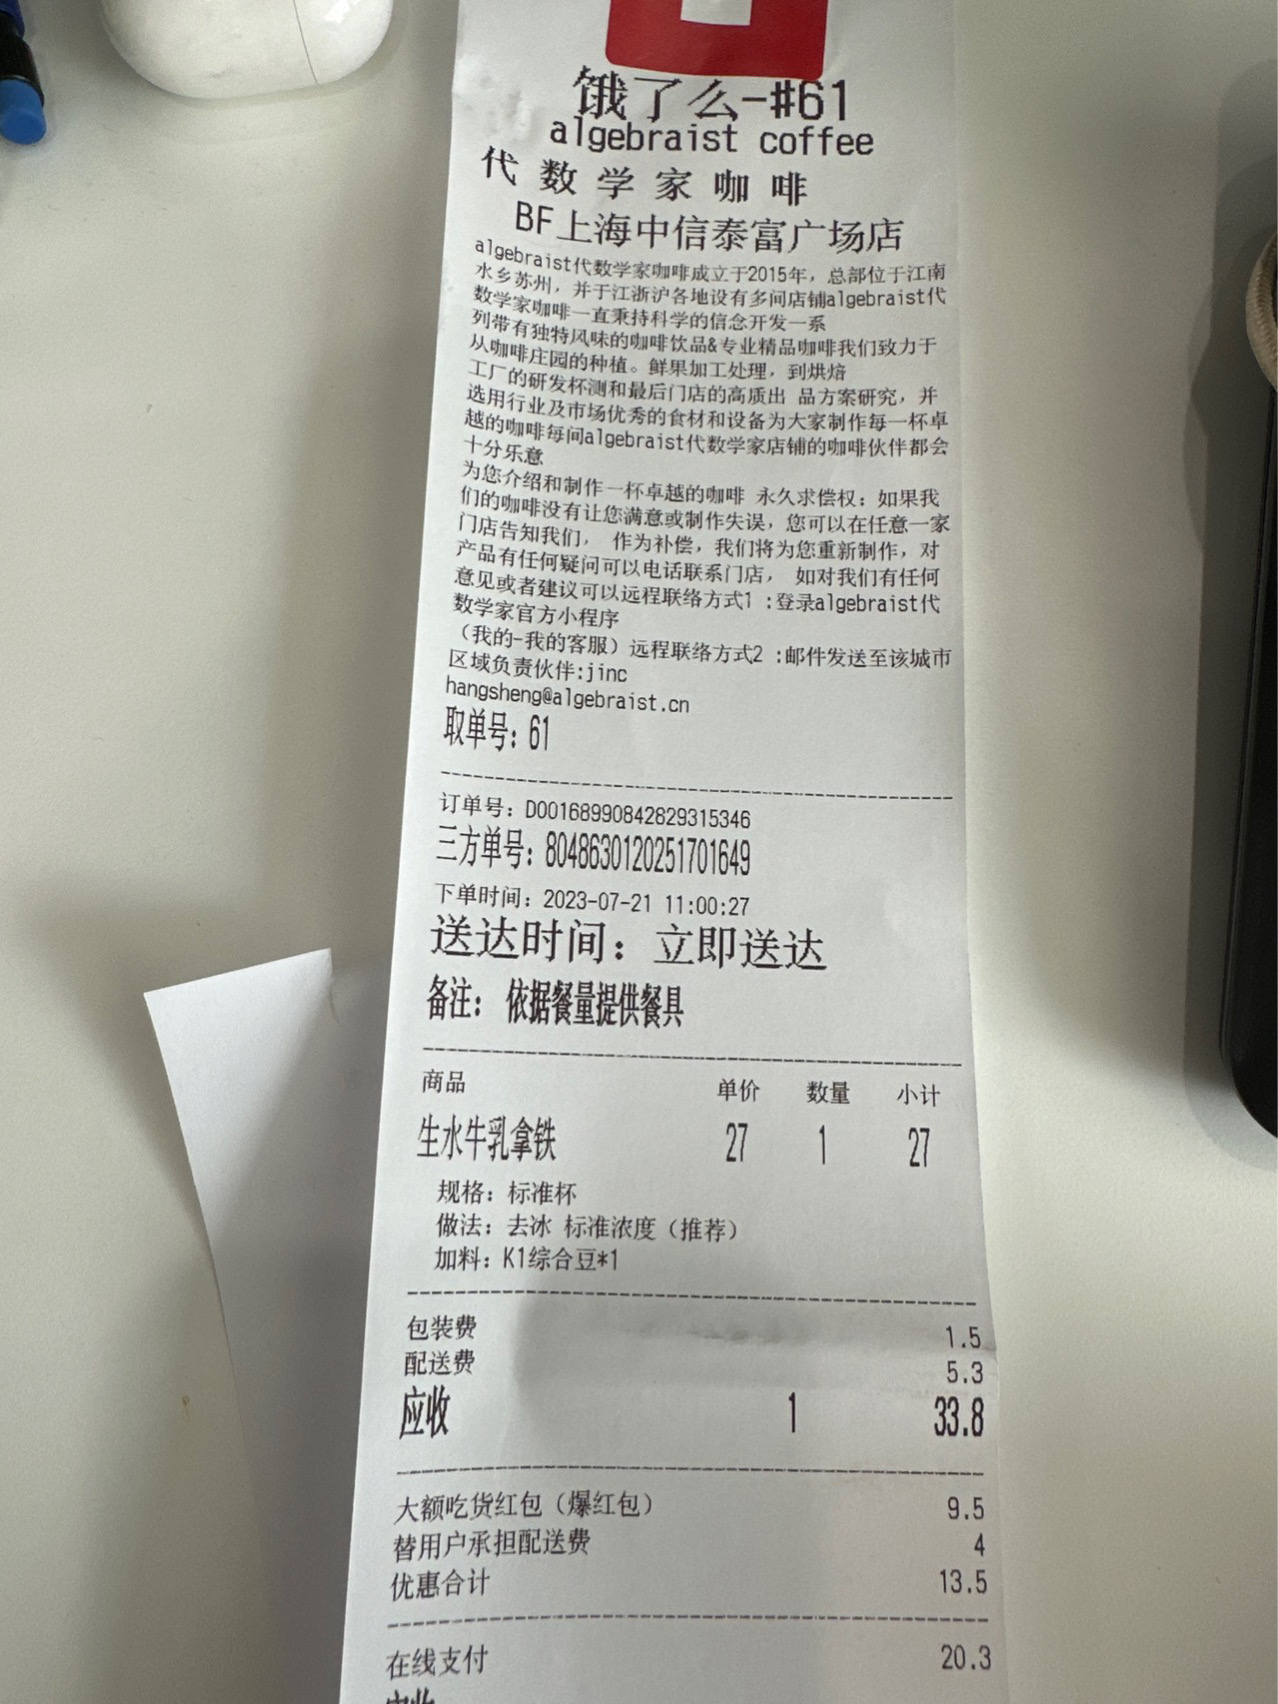 饿了么-#61
algebraist coffee
代数学家咖啡
BF上海中信泰富广场店
algebraist代数学家咖啡成立于2015年，总部位于江南
水乡苏州，并于江浙沪各地设有多间店铺algebraist代
数学家咖啡一直秉持科学的信念开发一系
列带有独特风味的咖啡饮品&专业精品咖啡我们致力于
从咖啡庄园的种植。鲜果加工处理，到烘焙
工厂的研发杯测和最后门店的高质出 品方案研究，并
选用行业及市场优秀的食材和设备为大家制作每一杯卓
越的咖啡每间algebraist代数学家店铺的咖啡伙伴都会
十分乐意
为您介绍和制作一杯卓越的咖啡 永久求偿权：如果我
们的咖啡没有让您满意或制作失误，您可以在任意一家
门店告知我们， 作为补偿，我们将为您重新制作，对
产品有任何疑问可以电话联系门店， 如对我们有任何
意见或者建议可以远程联络方式1 :登录algebraist代
数学家官方小程序
（我的-我的客服）远程联络方式2 :邮件发送至该城市
区域负责伙伴:jinc
hangsheng@algebraist.cn
取单号：61
订单号：D00168990842829315346
三方单号：8048630120251701649
下单时间：2023-07-21 11:00:27
送达时间：立即送达
备注： 依据餐量提供餐具
商品 单价 数量 小计
生水牛乳拿铁 27 1 27
规格：标准杯
做法：去冰 标准浓度（推荐）
加料：K1综合豆*1
包装费 1.5
配送费 5.3
应收 1 33.8
大额吃货红包（爆红包） 9.5
替用户承担配送费 4
优惠合计 13.5
在线支付 20.3